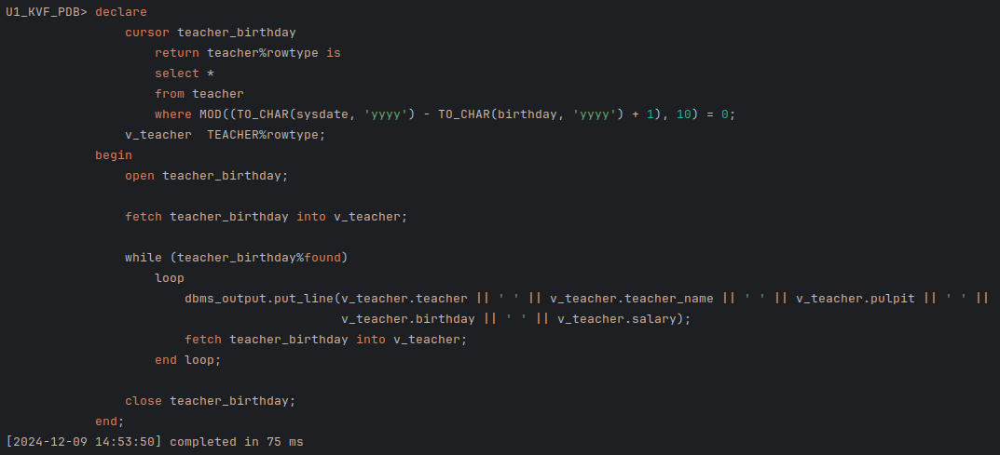 U1_KVF_PDB> declare
                cursor teacher_birthday
                    return teacher%rowtype is
                    select *
                    from teacher
                    where MOD((TO_CHAR(sysdate, 'yyyy') - TO_CHAR(birthday, 'yyyy') + 1), 10) = 0;
                v_teacher  TEACHER%rowtype;
            begin
                open teacher_birthday;

                fetch teacher_birthday into v_teacher;

                while (teacher_birthday%found)
                    loop
                        dbms_output.put_line(v_teacher.teacher || ' ' || v_teacher.teacher_name || ' ' || v_teacher.pulpit || ' ' ||
                                             v_teacher.birthday || ' ' || v_teacher.salary);
                        fetch teacher_birthday into v_teacher;
                    end loop;

                close teacher_birthday;
            end;
[2024-12-09 14:53:50] completed in 75 ms